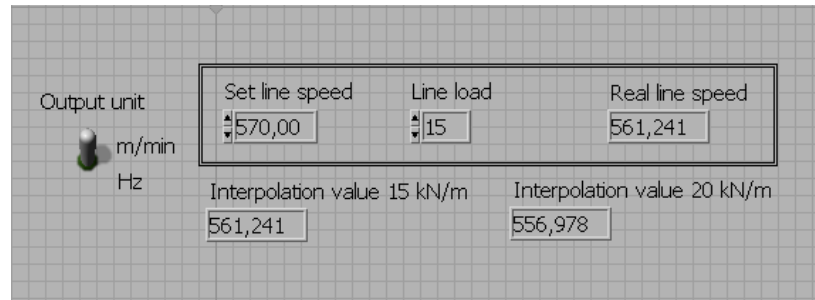 Output unit
m/min
Hz
Set line speed
570,00
Line load
15
Real line speed
561,241
Interpolation value 15 kN/m
561,241
Interpolation value 20 kN/m
556,978